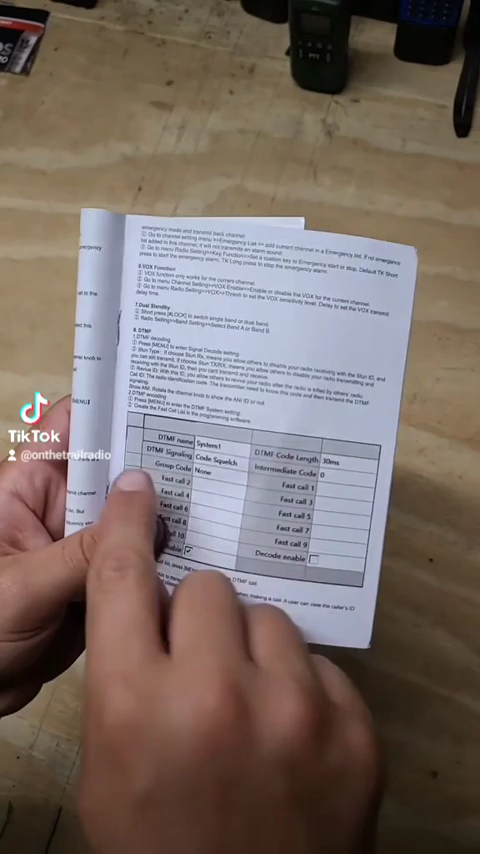 emergency mode and transmit back channel
① Go to channel setting menu >>Emergency List => add current channel in a Emergency list. If no emergency
list added to this channel, it will not transmits an alarm sound.
② Go to menu Radio Setting>>Key Function>>Set a custom key to Emergency start or stop. Default TK Short
press to start the emergency alarm, TK Long press to stop the emergency alarm.
6.VOX Function
① VOX function only works for the current channel.
② Go to menu Channel Setting>>VOX Enable>>Enable or disable the VOX for the current channel.
③ Go to menu Radio Setting>>VOX>>Thresh to set the VOX sensitivity level. Delay to set the VOX transmit
delay time.
7.Dual Standby
① Short press [#LOCK] to switch single band or dual band.
② Radio Setting>>Band Setting>>Select Band A or Band B.
8. DTMF
1.DTMF decoding
① Press [MENU] to enter Signal Decode setting
② Stun Type: If choose Stun Rx, means you allow others to disable your radio receiving with the Stun ID, and
you can still transmit. If choose Stun TX/RX, means you allow others to disable your radio transmitting and
receiving with the Stun ID, then you cant transmit and receive.
③ Revive ID: With this ID, you allow others to revive your radio after the radio is killed by others' radio
Call ID: The radio identification code. The transmitter need to know this code and then transmit the DTMF
signaling.
Show ANI: Rotate the channel knob to show the ANI ID or not
2.DTMF encoding
① Press [MENU] to enter the DTMF System setting.
② Create the Fast Call List in the programming software.
DTMF name System1 DTMF Code Length 30ms
DTMF Signaling Code Squelch Intermediate Code 0
Group Code None Fast call 1
Fast call 2 Fast call 3
Fast call 4 Fast call 5
Fast call 6 Fast call 7
call 8 Fast call 9
call 10 Decode enable
DTMF call
when making a call. A user can view the caller's ID
emergency
knob to
[MENU]
channel
TikTok
@onthetrailradio
PTT